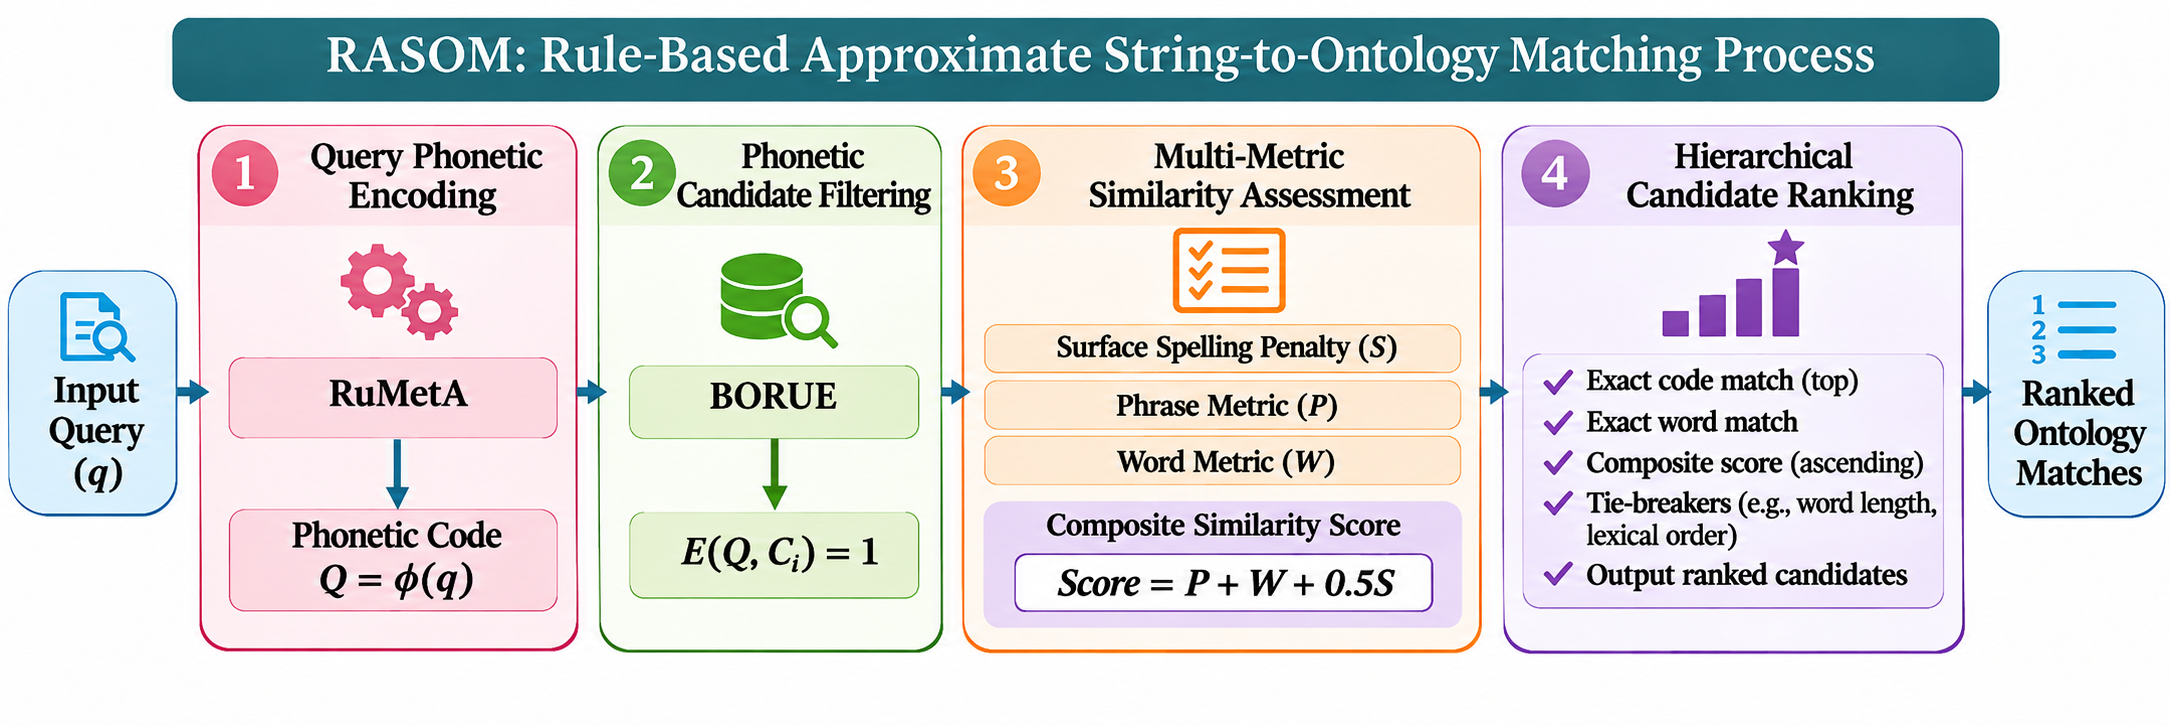 RASOM: Rule-Based Approximate String-to-Ontology Matching Process
Input
Query
(q)
1
Query Phonetic
Encoding
RuMetA
Phonetic Code
Q = ϕ(q)
2
Phonetic
Candidate Filtering
BORUE
E(Q, Cᵢ) = 1
3
Multi-Metric
Similarity Assessment
Surface Spelling Penalty (S)
Phrase Metric (P)
Word Metric (W)
Composite Similarity Score
Score = P + W + 0.5S
4
Hierarchical
Candidate Ranking
Exact code match (top)
Exact word match
Composite score (ascending)
Tie-breakers (e.g., word length,
lexical order)
Output ranked candidates
1
2
3
Ranked
Ontology
Matches